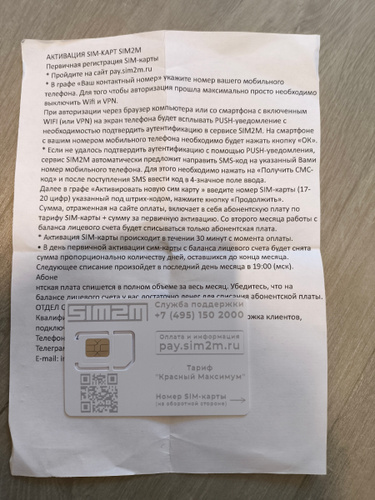 АКТИВАЦИЯ SIM-КАРТ SIM2M
Первичная регистрация SIM-карты
* Пройдите на сайт pay.sim2m.ru
* В графе «Ваш контактный номер» укажите номер вашего мобильного
телефона. Для того чтобы авторизация прошла максимально просто необходимо
выключить Wifi и VPN.
При авторизации через браузер компьютера или со смартфона с включенным
WIFI (или VPN) на экран телефона будет всплывать PUSH-уведомление с
необходимостью подтвердить аутентификацию в сервисе SIM2M. На смартфоне
с вашим номером мобильного телефона необходимо будет нажать кнопку «ОК».
* Если не удалось подтвердить аутентификацию с помощью PUSH-уведомления,
сервис SIM2M автоматически предложит направить SMS-код на указанный Вами
номер мобильного телефона. Для этого необходимо нажать на «Получить СМС-
код» и после поступления SMS ввести код в 4-значное поле ввода.
Далее в графе «Активировать новую сим карту » введите номер SIM-карты (17-
20 цифр) указанный под штрих-кодом, нажмите кнопку «Продолжить».
Сумма, отраженная на сайте оплаты, включает в себя абонентскую плату по
тарифу SIM-карты + сумму за первичную активацию. Со второго месяца работы с
баланса лицевого счета будет списываться только абонентская плата.
* Активация SIM-карты происходит в течении 30 минут с момента оплаты.
• В день первичной активации сим-карты с баланса лицевого счета будет снята
сумма пропорциональную количеству дней, оставшихся до конца месяца.
Следующее списание произойдет в последний день месяца в 19:00 (мск).
Абоне
нтская плата спишется в полном объеме за весь месяц. Убедитесь, что на
балансе лицевого счета у вас достаточно денег для списания абонентской платы.
ОТДЕЛ С
Квалифи
ржка клиентов,
подключ
Телефон
Телеграм
E-mail: i
SIM2M
Служба поддержки
+7 (495) 150 2000
Оплата и информация
pay.sim2m.ru
Тариф
"Красный Максимум"
Номер SIM-карты
(на оборотной стороне)